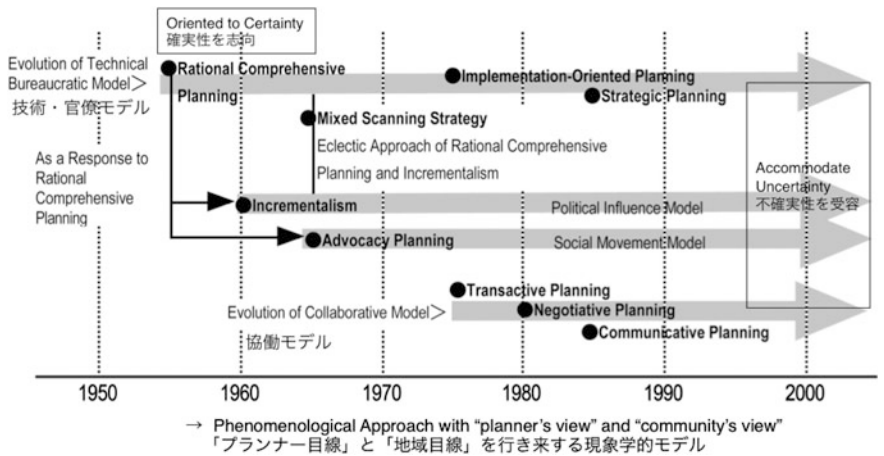 Oriented to Certainty
確実性を志向
Evolution of Technical
Bureaucratic Model>
技術・官僚モデル
Rational Comprehensive
Planning
Implementation-Oriented Planning
Strategic Planning
Mixed Scanning Strategy
Eclectic Approach of Rational Comprehensive
Planning and Incrementalism
As a Response to
Rational
Comprehensive
Planning
Accommodate
Uncertainty
不確実性を受容
Incrementalism
Political Influence Model
Advocacy Planning
Social Movement Model
Transactive Planning
Evolution of Collaborative Model>
協働モデル
Negotiative Planning
Communicative Planning
1950 1960 1970 1980 1990 2000
→ Phenomenological Approach with “planner’s view” and “community’s view”
「プランナー目線」と「地域目線」を行き来する現象学的モデル